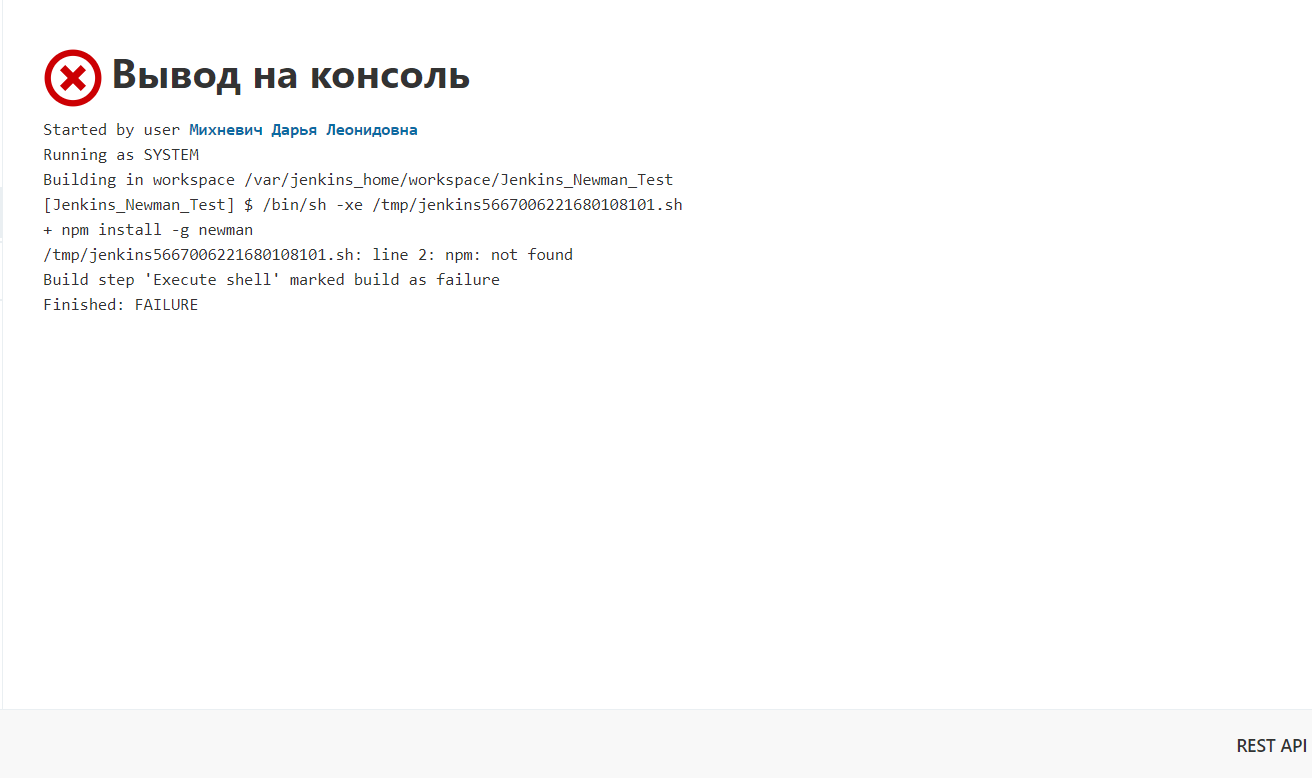 Вывод на консоль
Started by user Михневич Дарья Леонидовна
Running as SYSTEM
Building in workspace /var/jenkins_home/workspace/Jenkins_Newman_Test
[Jenkins_Newman_Test] $ /bin/sh -xe /tmp/jenkins5667006221680108101.sh
+ npm install -g newman
/tmp/jenkins5667006221680108101.sh: line 2: npm: not found
Build step 'Execute shell' marked build as failure
Finished: FAILURE
REST API